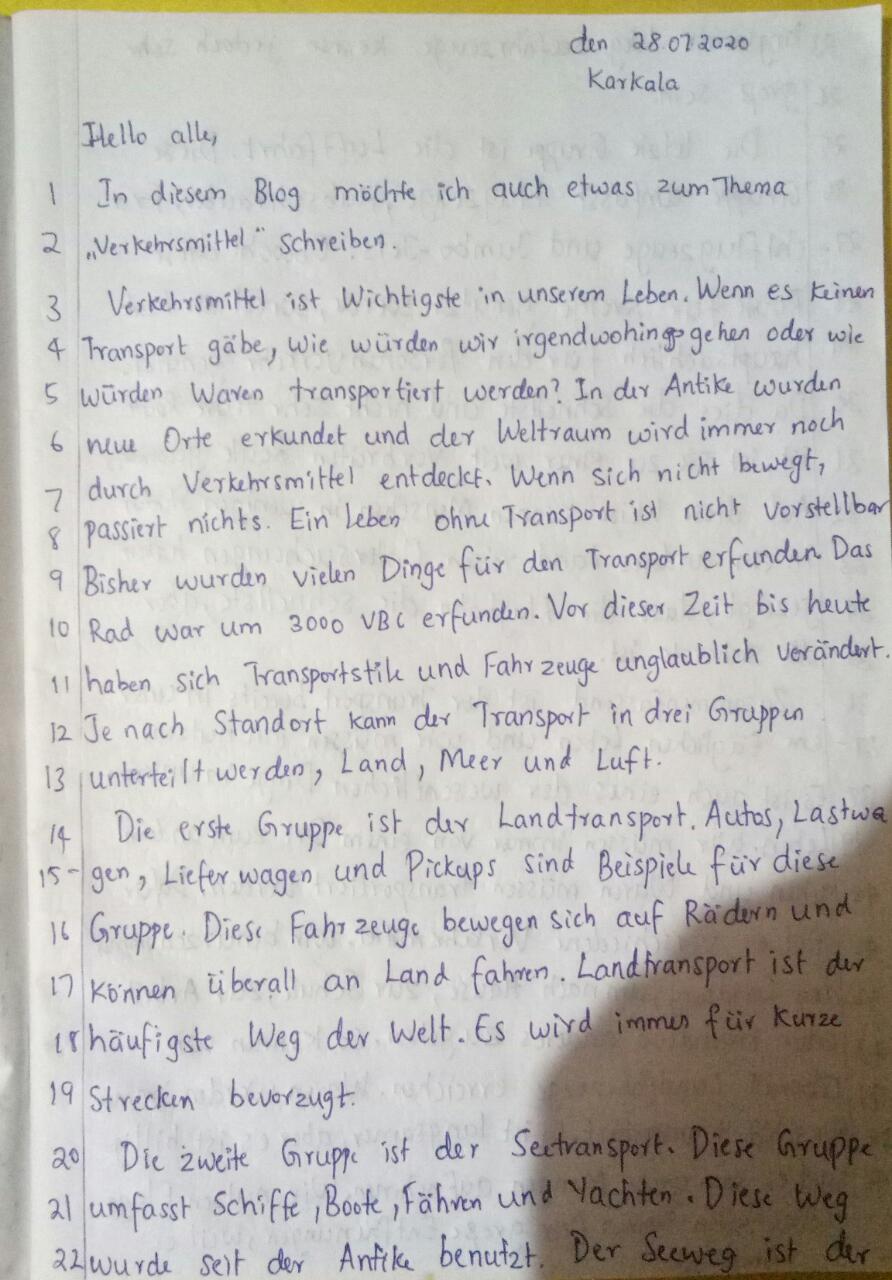 den 28.07 2020
Karkala
Hello alle,
1 In diesem Blog möchte ich auch etwas zum Thema
2 „Verkehrsmittel“ schreiben.
3 Verkehrsmittel ist Wichtigste in unserem Leben. Wenn es keinen
4 Transport gäbe, wie würden wir irgendwohin gehen oder wie
5 würden Waren transportiert werden? In der Antike wurden
6 neue Orte erkundet und der Weltraum wird immer noch
7 durch Verkehrsmittel entdeckt. Wenn sich nicht bewegt,
8 passiert nichts. Ein Leben ohne Transport ist nicht vorstellbar
9 Bisher wurden vielen Dinge für den Transport erfunden. Das
10 Rad war um 3000 VBC erfunden. Vor dieser Zeit bis heute
11 haben sich Transportstik und Fahrzeuge unglaublich verändert.
12 Je nach Standort kann der Transport in drei Gruppen
13 unterteilt werden, Land, Meer und Luft.
14 Die erste Gruppe ist der Landtransport. Autos, Lastwa
15 - gen, Lieferwagen und Pickups sind Beispiele für diese
16 Gruppe. Diese Fahrzeuge bewegen sich auf Rädern und
17 können überall an Land fahren. Landtransport ist der
18 häufigste Weg der Welt. Es wird immer für kurze
19 Strecken bevorzugt.
20 Die zweite Gruppe ist der Seetransport. Diese Gruppe
21 umfasst Schiffe, Boote, Fähren und Yachten. Diese Weg
22 wurde seit der Antike benutzt. Der Seeweg ist der